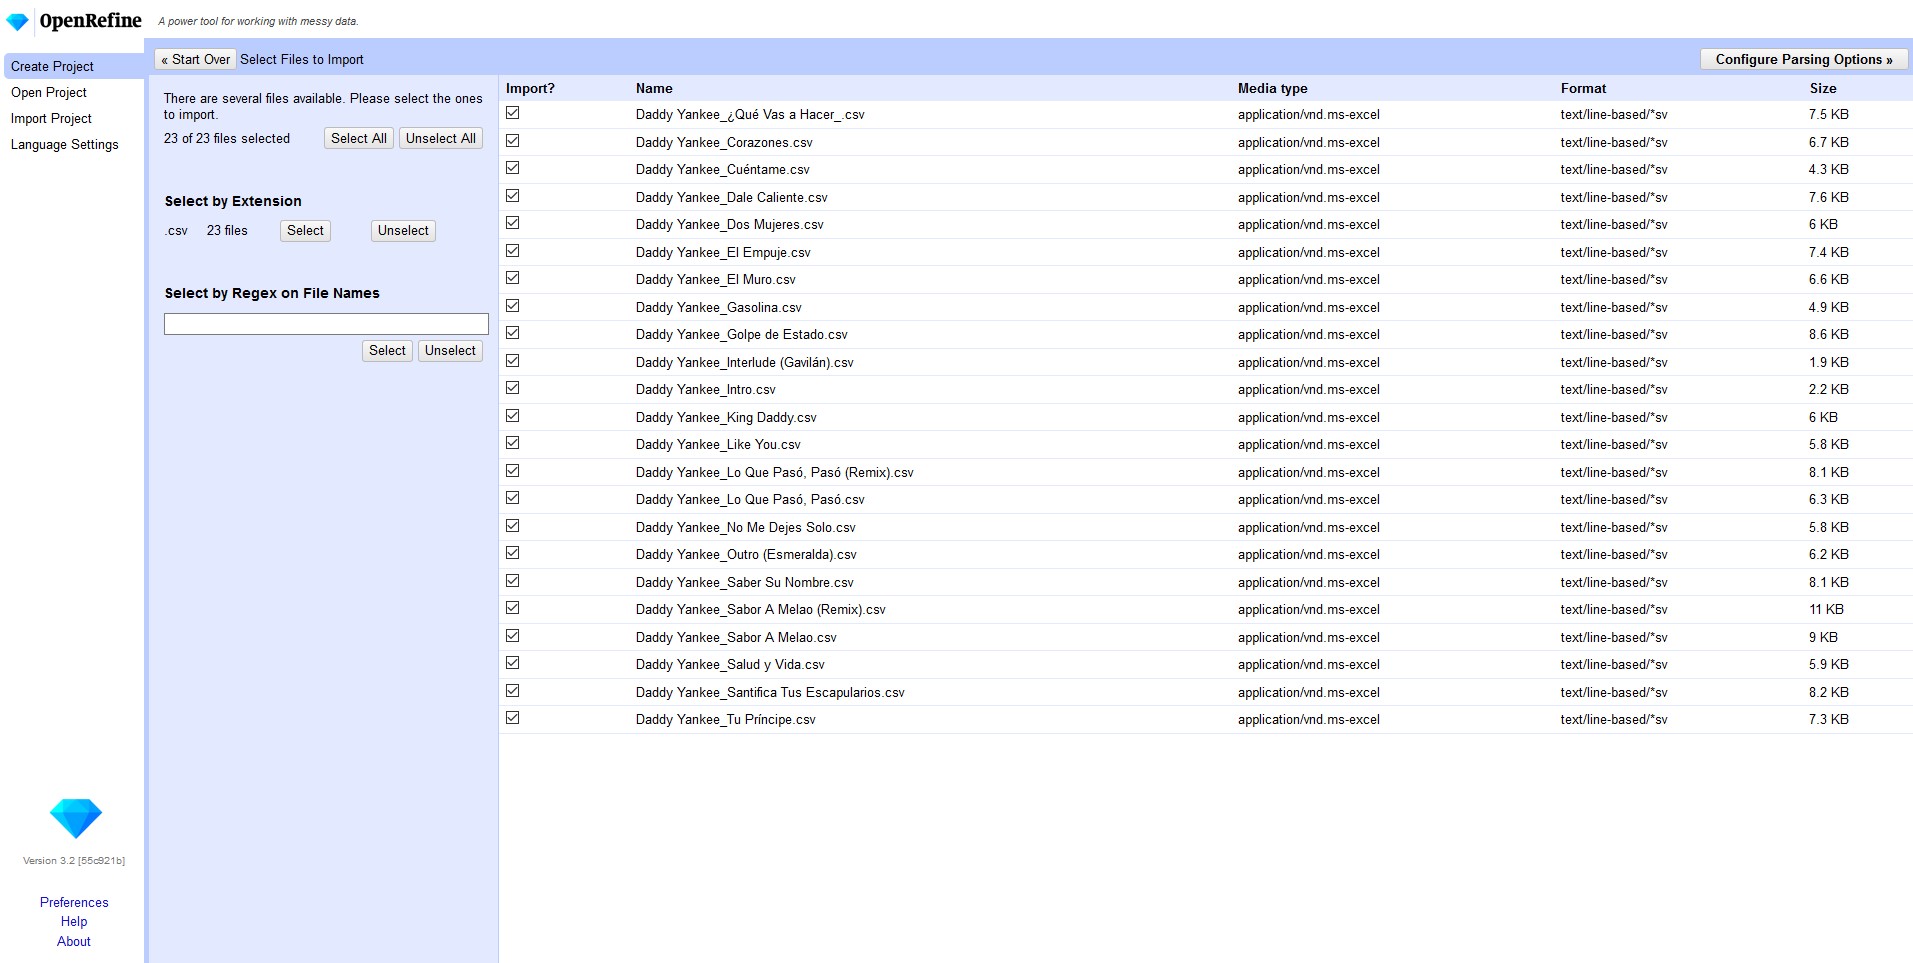 OpenRefine A power tool for working with messy data.
Create Project
Open Project
Import Project
Language Settings
« Start Over Select Files to Import Configure Parsing Options »
There are several files available. Please select the ones
to import.
23 of 23 files selected Select All Unselect All
Select by Extension
.csv 23 files Select Unselect
Select by Regex on File Names
Select Unselect
Import? Name Media type Format Size
Daddy Yankee_¿Qué Vas a Hacer_.csv application/vnd.ms-excel text/line-based/*sv 7.5 KB
Daddy Yankee_Corazones.csv application/vnd.ms-excel text/line-based/*sv 6.7 KB
Daddy Yankee_Cuéntame.csv application/vnd.ms-excel text/line-based/*sv 4.3 KB
Daddy Yankee_Dale Caliente.csv application/vnd.ms-excel text/line-based/*sv 7.6 KB
Daddy Yankee_Dos Mujeres.csv application/vnd.ms-excel text/line-based/*sv 6 KB
Daddy Yankee_El Empuje.csv application/vnd.ms-excel text/line-based/*sv 7.4 KB
Daddy Yankee_El Muro.csv application/vnd.ms-excel text/line-based/*sv 6.6 KB
Daddy Yankee_Gasolina.csv application/vnd.ms-excel text/line-based/*sv 4.9 KB
Daddy Yankee_Golpe de Estado.csv application/vnd.ms-excel text/line-based/*sv 8.6 KB
Daddy Yankee_Interlude (Gavilán).csv application/vnd.ms-excel text/line-based/*sv 1.9 KB
Daddy Yankee_Intro.csv application/vnd.ms-excel text/line-based/*sv 2.2 KB
Daddy Yankee_King Daddy.csv application/vnd.ms-excel text/line-based/*sv 6 KB
Daddy Yankee_Like You.csv application/vnd.ms-excel text/line-based/*sv 5.8 KB
Daddy Yankee_Lo Que Pasó, Pasó (Remix).csv application/vnd.ms-excel text/line-based/*sv 8.1 KB
Daddy Yankee_Lo Que Pasó, Pasó.csv application/vnd.ms-excel text/line-based/*sv 6.3 KB
Daddy Yankee_No Me Dejes Solo.csv application/vnd.ms-excel text/line-based/*sv 5.8 KB
Daddy Yankee_Outro (Esmeralda).csv application/vnd.ms-excel text/line-based/*sv 6.2 KB
Daddy Yankee_Saber Su Nombre.csv application/vnd.ms-excel text/line-based/*sv 8.1 KB
Daddy Yankee_Sabor A Melao (Remix).csv application/vnd.ms-excel text/line-based/*sv 11 KB
Daddy Yankee_Sabor A Melao.csv application/vnd.ms-excel text/line-based/*sv 9 KB
Daddy Yankee_Salud y Vida.csv application/vnd.ms-excel text/line-based/*sv 5.9 KB
Daddy Yankee_Santifica Tus Escapularios.csv application/vnd.ms-excel text/line-based/*sv 8.2 KB
Daddy Yankee_Tu Príncipe.csv application/vnd.ms-excel text/line-based/*sv 7.3 KB
Version 3.2 [55c921b]
Preferences
Help
About